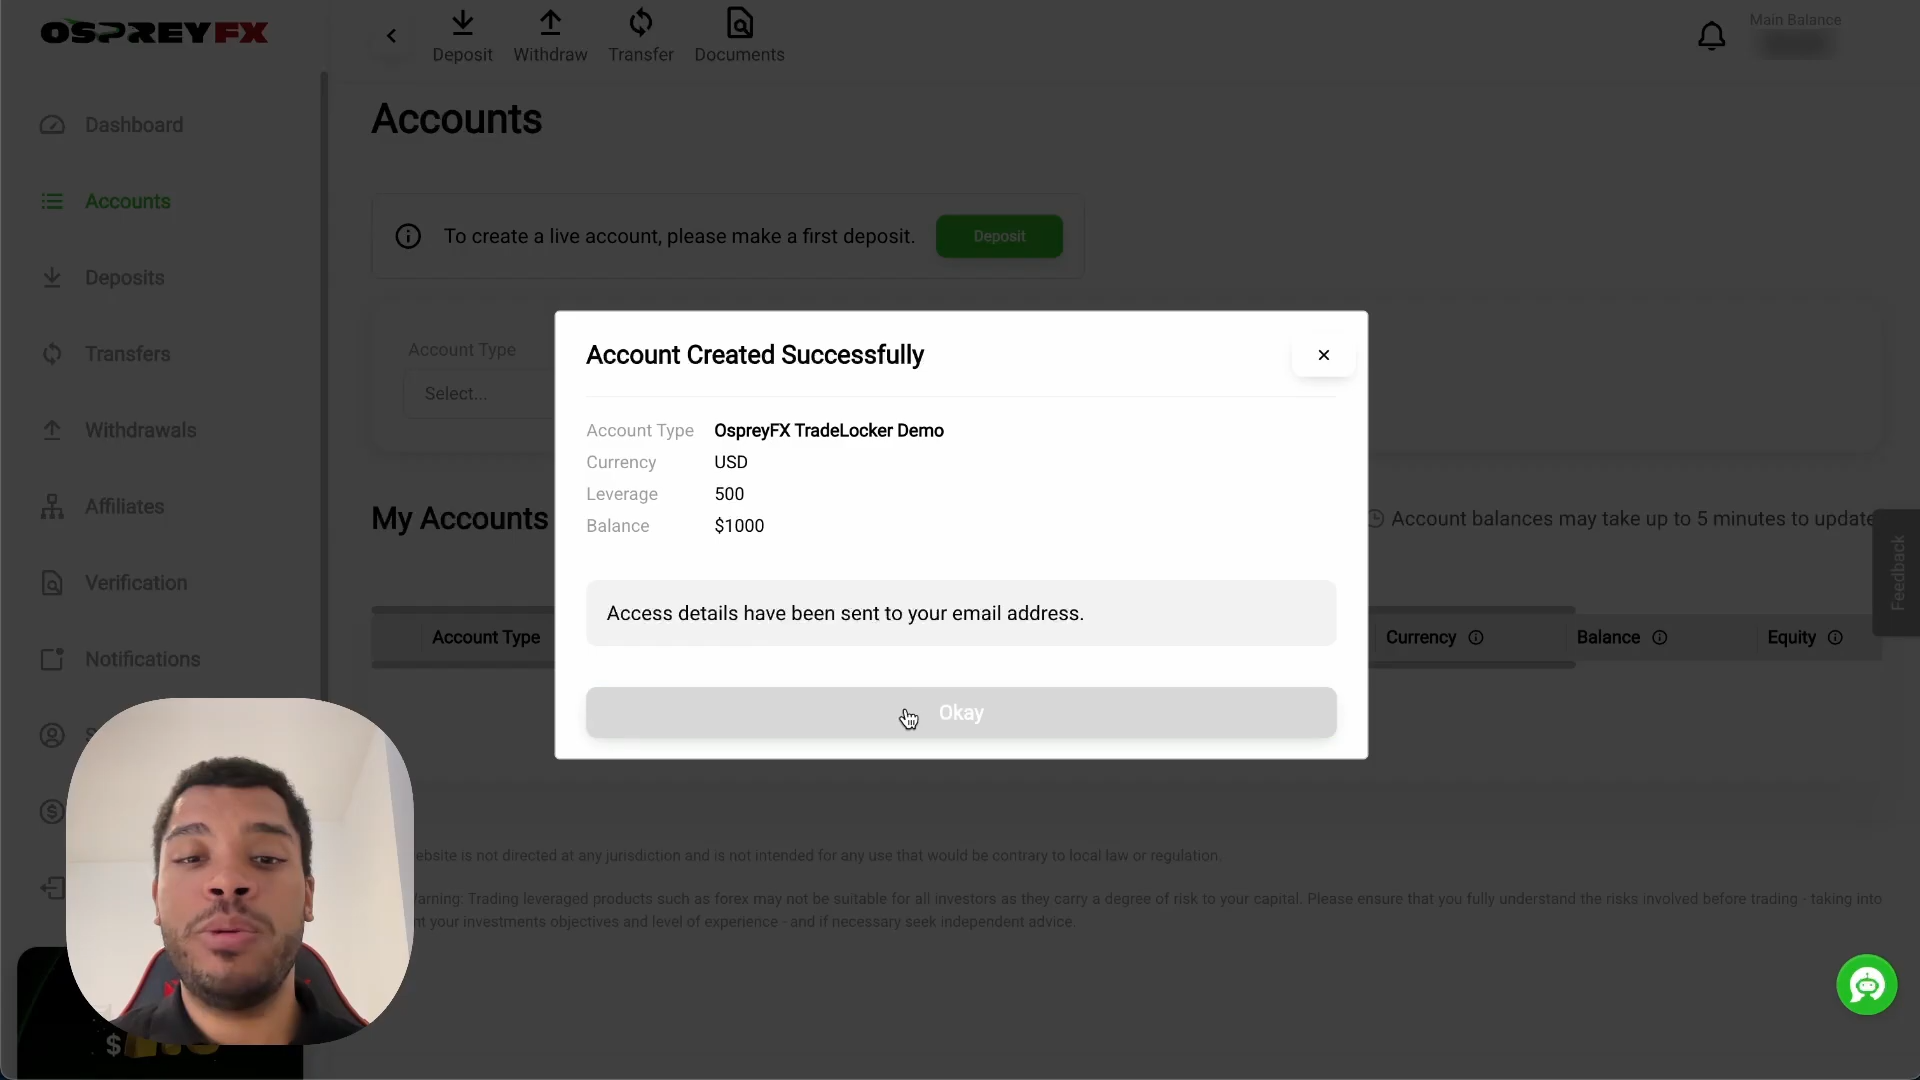 OSPREYFX
Deposit
Withdraw
Transfer
Documents
Main Balance
Dashboard
Accounts
Deposits
Transfers
Withdrawals
Affiliates
Verification
Notifications
Accounts
To create a live account, please make a first deposit.
Deposit
Account Type
Select...
My Accounts
Account balances may take up to 5 minutes to update
Account Type
Currency
Balance
Equity
Account Created Successfully
Account Type OspreyFX TradeLocker Demo
Currency USD
Leverage 500
Balance $1000
Access details have been sent to your email address.
Okay
Feedback
is not directed at any jurisdiction and is not intended for any use that would be contrary to local law or regulation.
Trading leveraged products such as forex may not be suitable for all investors as they carry a degree of risk to your capital. Please ensure that you fully understand the risks involved before trading - taking into
your investments objectives and level of experience - and if necessary seek independent advice.
$